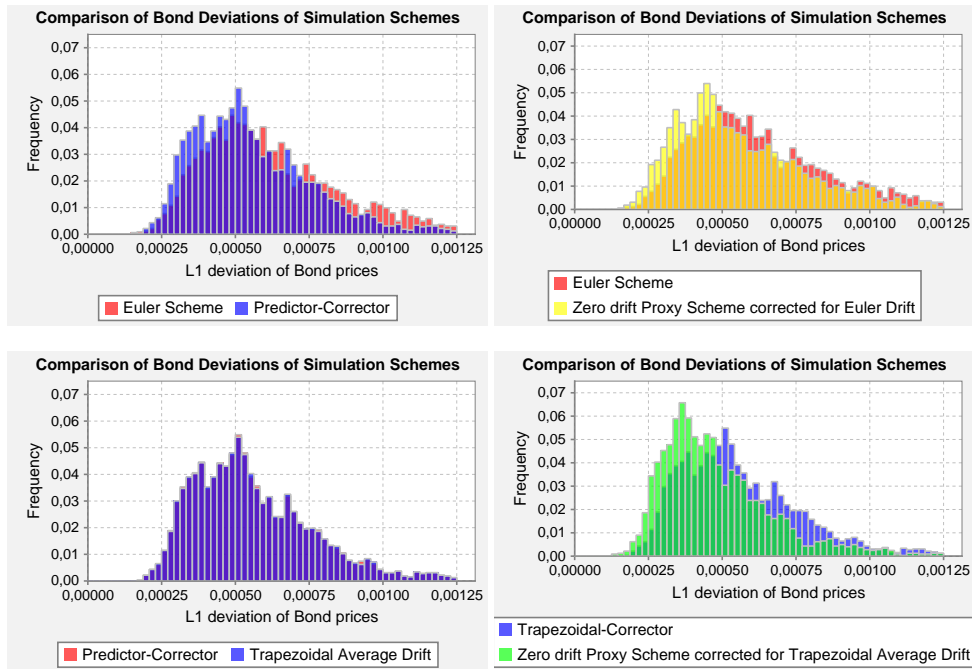 Comparison of Bond Deviations of Simulation Schemes
0,07
0,06
0,05
0,04
0,03
0,02
0,01
0,00
Frequency
0,00000 0,00025 0,00050 0,00075 0,00100 0,00125
L1 deviation of Bond prices
Euler Scheme Predictor-Corrector
Comparison of Bond Deviations of Simulation Schemes
0,07
0,06
0,05
0,04
0,03
0,02
0,01
0,00
Frequency
0,00000 0,00025 0,00050 0,00075 0,00100 0,00125
L1 deviation of Bond prices
Euler Scheme
Zero drift Proxy Scheme corrected for Euler Drift
Comparison of Bond Deviations of Simulation Schemes
0,07
0,06
0,05
0,04
0,03
0,02
0,01
0,00
Frequency
0,00000 0,00025 0,00050 0,00075 0,00100 0,00125
L1 deviation of Bond prices
Predictor-Corrector Trapezoidal Average Drift
Comparison of Bond Deviations of Simulation Schemes
0,07
0,06
0,05
0,04
0,03
0,02
0,01
0,00
Frequency
0,00000 0,00025 0,00050 0,00075 0,00100 0,00125
L1 deviation of Bond prices
Trapezoidal-Corrector
Zero drift Proxy Scheme corrected for Trapezoidal Average Drift